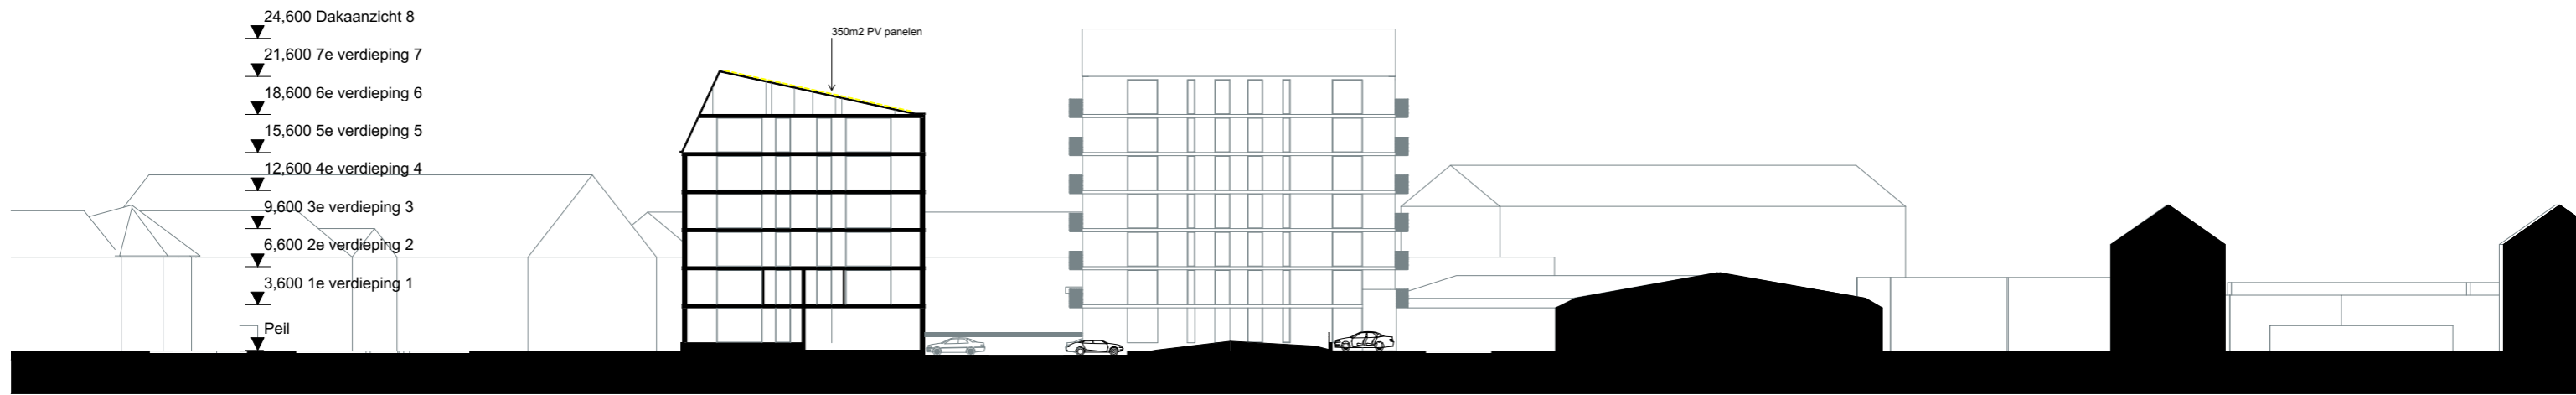 24,600 Dakaanzicht 8
350m2 PV panelen
21,600 7e verdieping 7
18,600 6e verdieping 6
15,600 5e verdieping 5
12,600 4e verdieping 4
9,600 3e verdieping 3
6,600 2e verdieping 2
3,600 1e verdieping 1
Peil